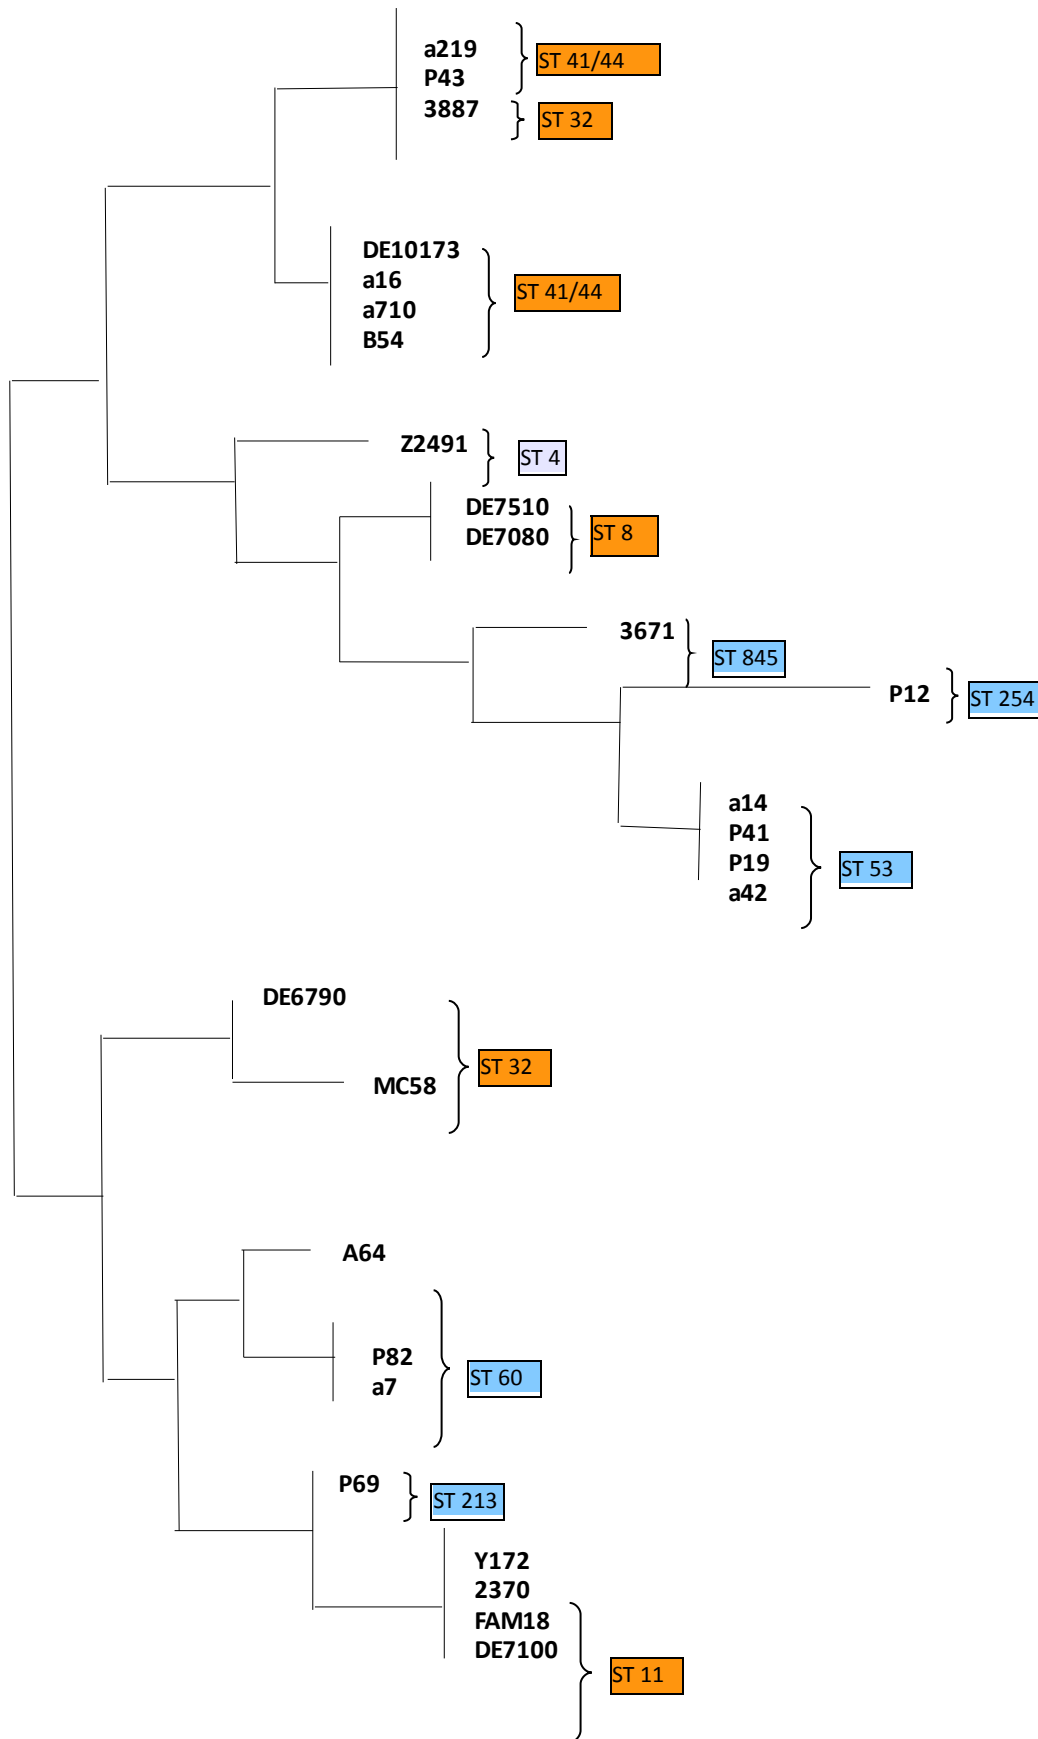 a219
P43
ST 41/44
3887
ST 32
DE10173
a16
a710
B54
ST 41/44
Z2491
ST 4
DE7510
DE7080
ST 8
3671
ST 845
P12
ST 254
a14
P41
P19
a42
ST 53
DE6790
MC58
ST 32
A64
P82
a7
ST 60
P69
ST 213
Y172
2370
FAM18
DE7100
ST 11